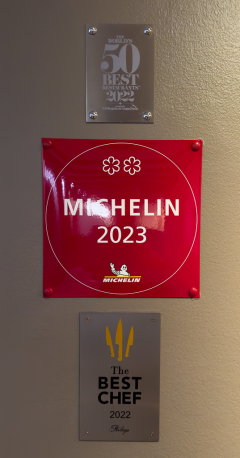 THE
WORLD'S
50
BEST
RESTAURANTS
2022
MICHELIN
2023
MICHELIN
The
BEST
CHEF
2022